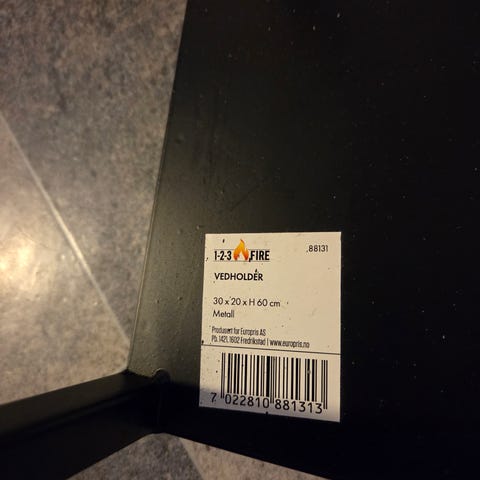 1-2-3 FIRE
88131
VEDHOLDER
30 x 20 x H 60 cm
Metall
Produsert for Europris AS
Pb. 1421, 1602 Fredrikstad | www.europris.no
7 022810 881313